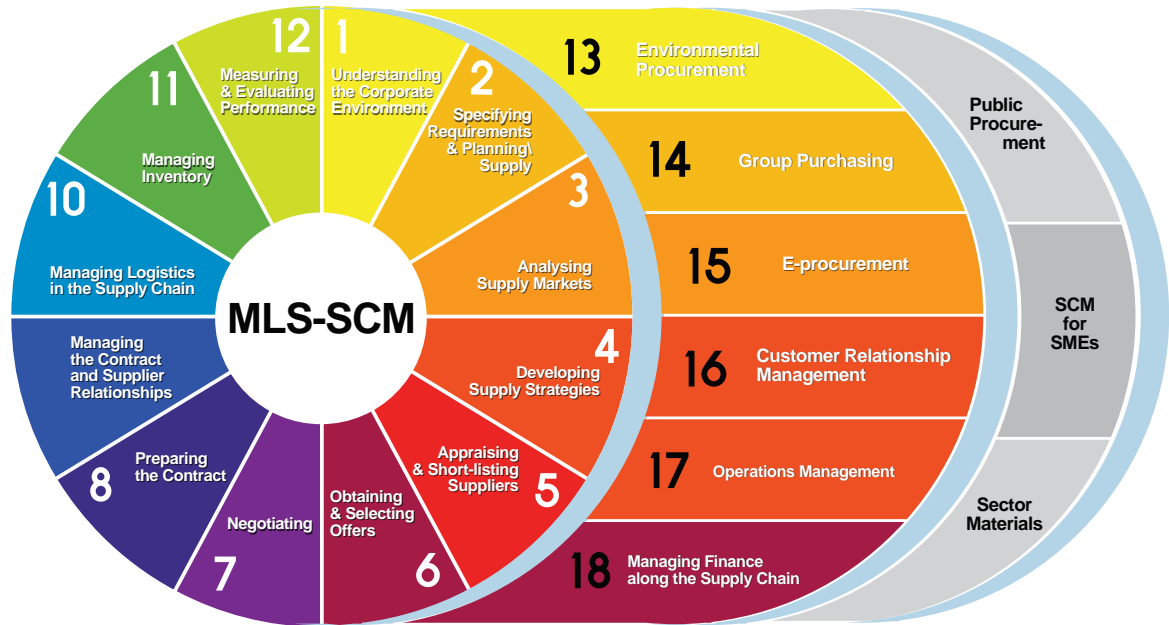 MLS-SCM
1
Understanding
the Corporate
Environment
2
Specifying
Requirements
& Planning\
Supply
3
Analysing
Supply Markets
4
Developing
Supply Strategies
5
Appraising
& Short-listing
Suppliers
6
Obtaining
& Selecting
Offers
7
Negotiating
8
Preparing
the Contract
Managing
the Contract
and Supplier
Relationships
10
Managing Logistics
in the Supply Chain
11
Managing
Inventory
12
Measuring
& Evaluating
Performance
13
Environmental
Procurement
14
Group Purchasing
15
E-procurement
16
Customer Relationship
Management
17
Operations Management
18
Managing Finance
along the Supply Chain
Public
Procure-
ment
SCM
for
SMEs
Sector
Materials